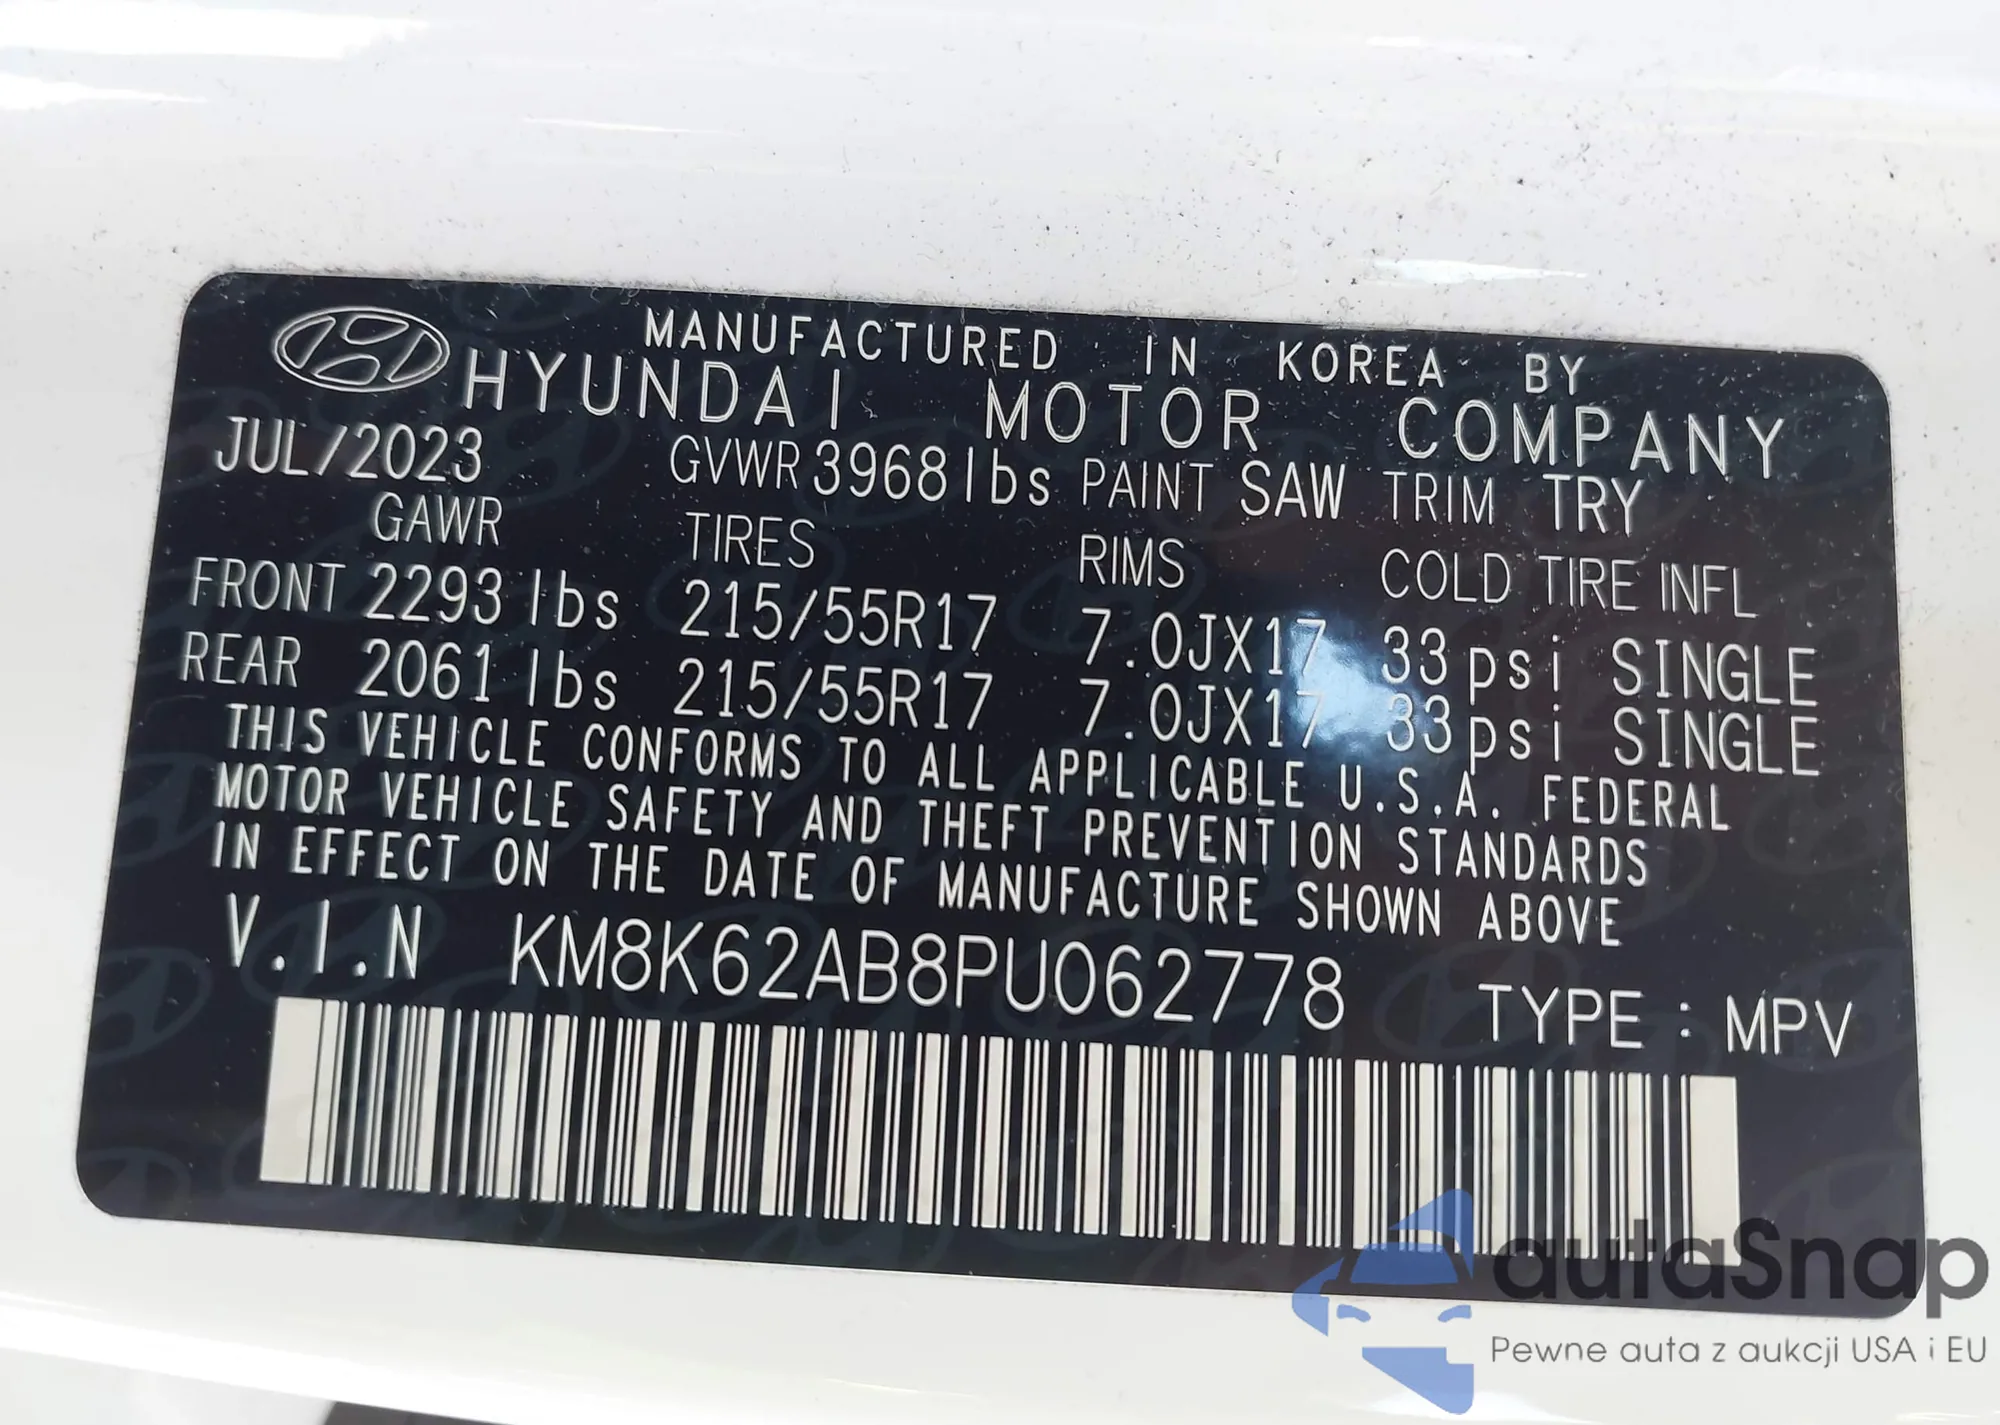 MANUFACTURED IN KOREA BY
HYUNDAI MOTOR COMPANY
JUL/2023 GVWR 3968 lbs PAINT SAW TRIM TRY
GAWR TIRES RIMS COLD TIRE INFL
FRONT 2293 lbs 215/55R17 7.0JX17 33 psi SINGLE
REAR 2061 lbs 215/55R17 7.0JX17 33 psi SINGLE
THIS VEHICLE CONFORMS TO ALL APPLICABLE U.S.A. FEDERAL
MOTOR VEHICLE SAFETY AND THEFT PREVENTION STANDARDS
IN EFFECT ON THE DATE OF MANUFACTURE SHOWN ABOVE
V.I.N KM8K62AB8PU062778 TYPE : MPV
autaSnap
Pewne auta z aukcji USA i EU